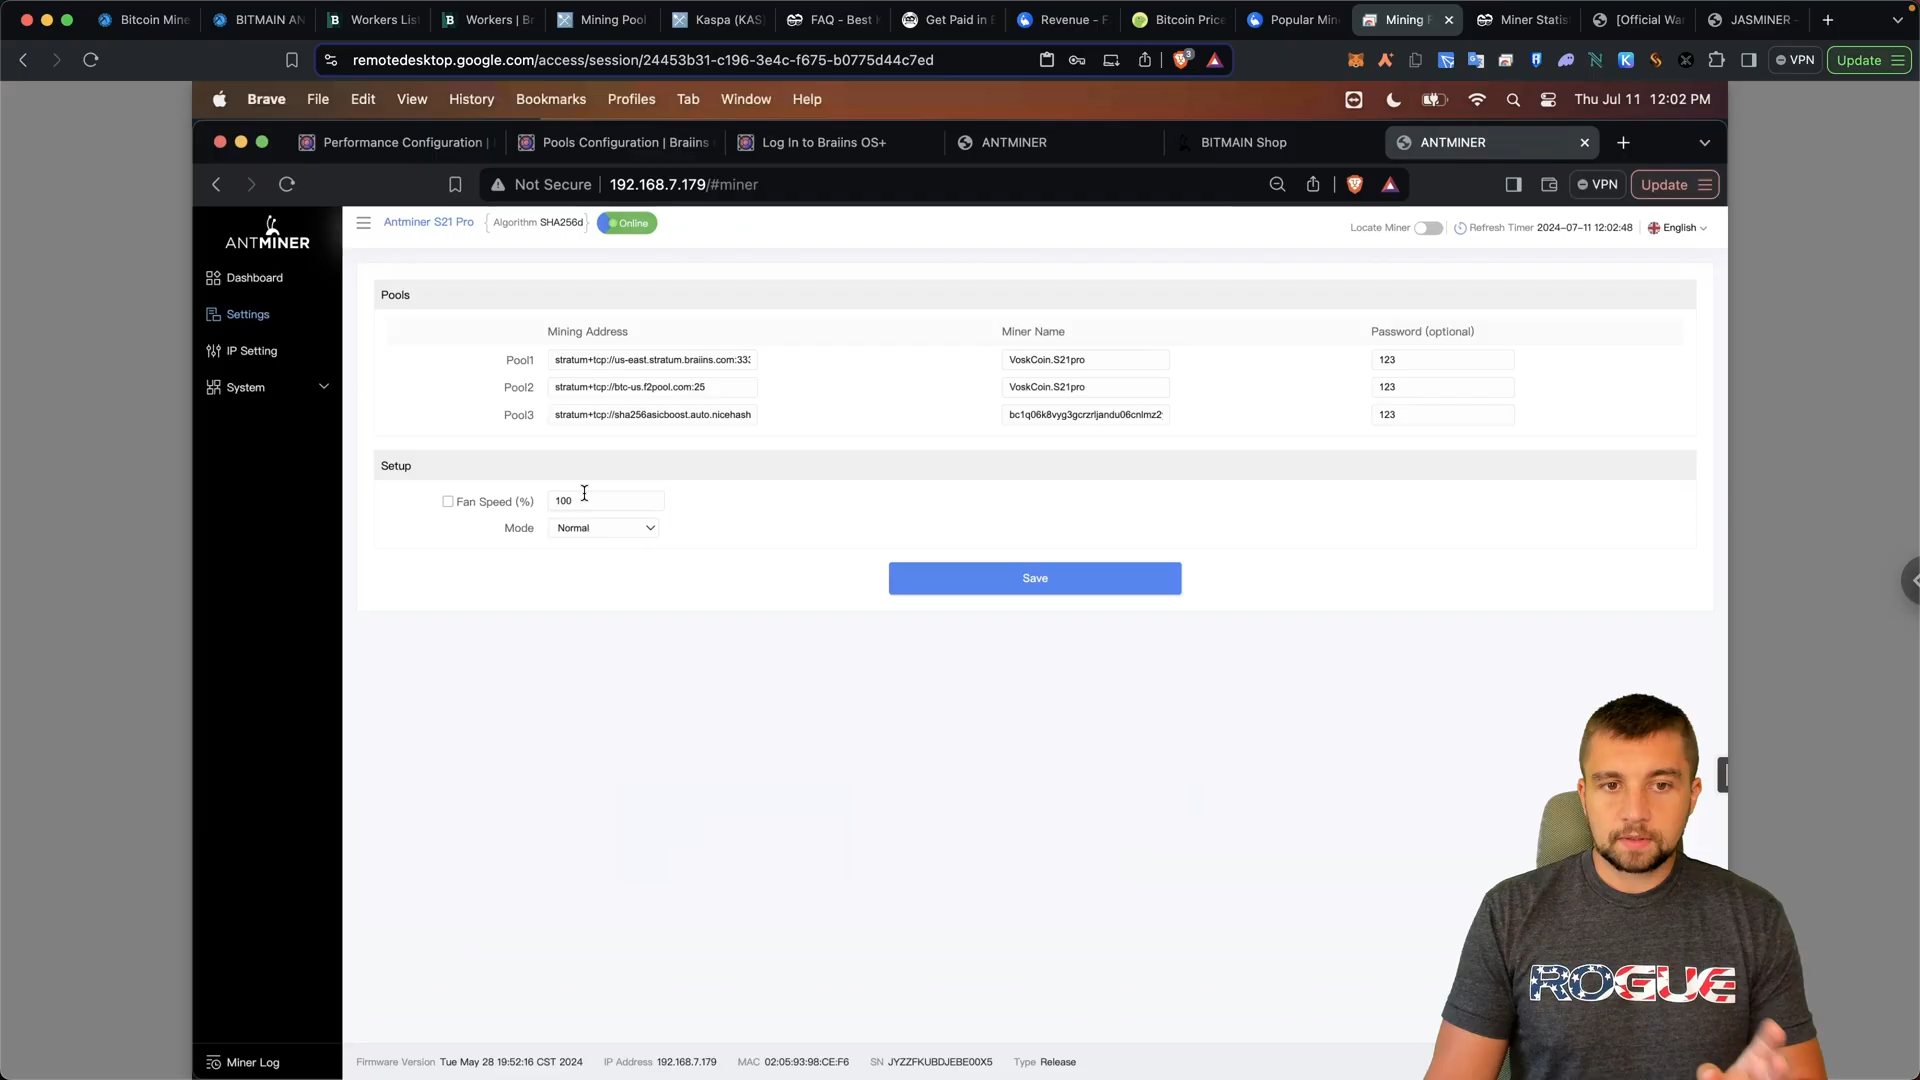 Bitcoin Mine
BITMAIN AN
Workers List
Workers | Br
Mining Pool
Kaspa (KAS)
FAQ - Best
Get Paid in
Revenue - F
Bitcoin Price
Popular Min
Mining
Miner Statis
[Official Wa
JASMINER -
remotedesktop.google.com/access/session/24453b31-c196-3e4c-f675-b0775d44c7ed
3
VPN
Update
Brave File Edit View History Bookmarks Profiles Tab Window Help
Thu Jul 11 12:02 PM
Performance Configuration |
Pools Configuration | Braiins
Log In to Braiins OS+
ANTMINER
BITMAIN Shop
ANTMINER
Not Secure 192.168.7.179/#miner
VPN
Update
ANTMINER
Dashboard
Settings
IP Setting
System
Miner Log
Antminer S21 Pro Algorithm SHA256d Online
Locate Miner Refresh Timer 2024-07-11 12:02:48 English
Pools
Mining Address Miner Name Password (optional)
Pool1 stratum+tcp://us-east.stratum.braiins.com:333 VoskCoin.S21pro 123
Pool2 stratum+tcp://btc-us.f2pool.com:25 VoskCoin.S21pro 123
Pool3 stratum+tcp://sha256asicboost.auto.nicehash bc1q06k8vyg3gcrzrljandu06cnlmz2 123
Setup
Fan Speed (%) 100
Mode Normal
Save
Firmware Version Tue May 28 19:52:16 CST 2024 IP Address 192.168.7.179 MAC 02:05:93:98:CE:F6 SN JYZZFKUBDJEBE00X5 Type Release
ROGUE